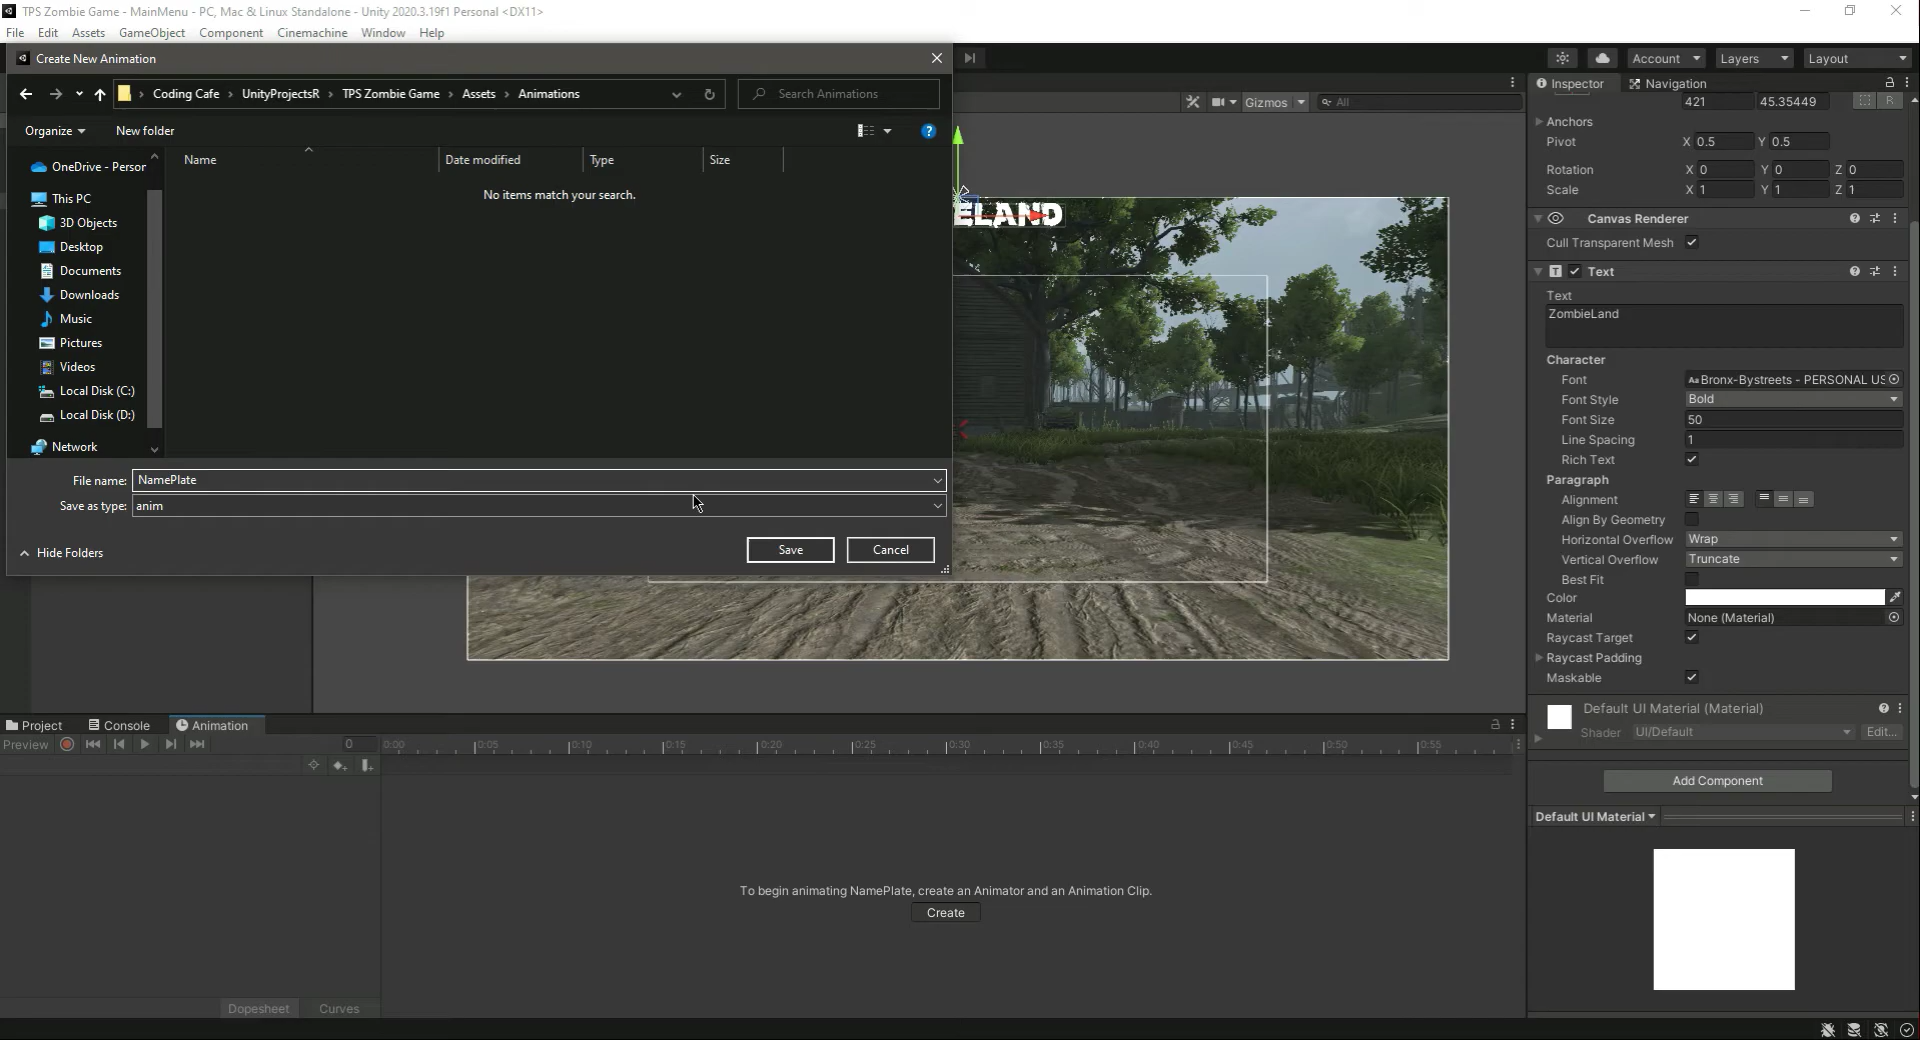 TPS Zombie Game - MainMenu - PC, Mac & Linux Standalone - Unity 2020.3.19f1 Personal <DX11>
File Edit Assets GameObject Component Cinemachine Window Help
Create New Animation
Coding Cafe › UnityProjectsR › TPS Zombie Game › Assets › Animations
Search Animations
Organize New folder
Name Date modified Type Size
No items match your search.
OneDrive - Person
This PC
3D Objects
Desktop
Documents
Downloads
Music
Pictures
Videos
Local Disk (C:)
Local Disk (D:)
Network
File name: NamePlate
Save as type: anim
Hide Folders
Save Cancel
Account Layers Layout
Gizmos All
ELAND
Inspector Navigation
421 45.35449
Anchors
Pivot X 0.5 Y 0.5
Rotation X 0 Y 0 Z 0
Scale X 1 Y 1 Z 1
Canvas Renderer
Cull Transparent Mesh
Text
Text
ZombieLand
Character
Font Aa Bronx-Bystreets - PERSONAL US
Font Style Bold
Font Size 50
Line Spacing 1
Rich Text
Paragraph
Alignment
Align By Geometry
Horizontal Overflow Wrap
Vertical Overflow Truncate
Best Fit
Color
Material None (Material)
Raycast Target
Raycast Padding
Maskable
Default UI Material (Material)
Shader UI/Default Edit...
Add Component
Default UI Material
Project Console Animation
Preview 0 0:00 0:05 0:10 0:15 0:20 0:25 0:30 0:35 0:40 0:45 0:50 0:55
To begin animating NamePlate, create an Animator and an Animation Clip.
Create
Dopesheet Curves